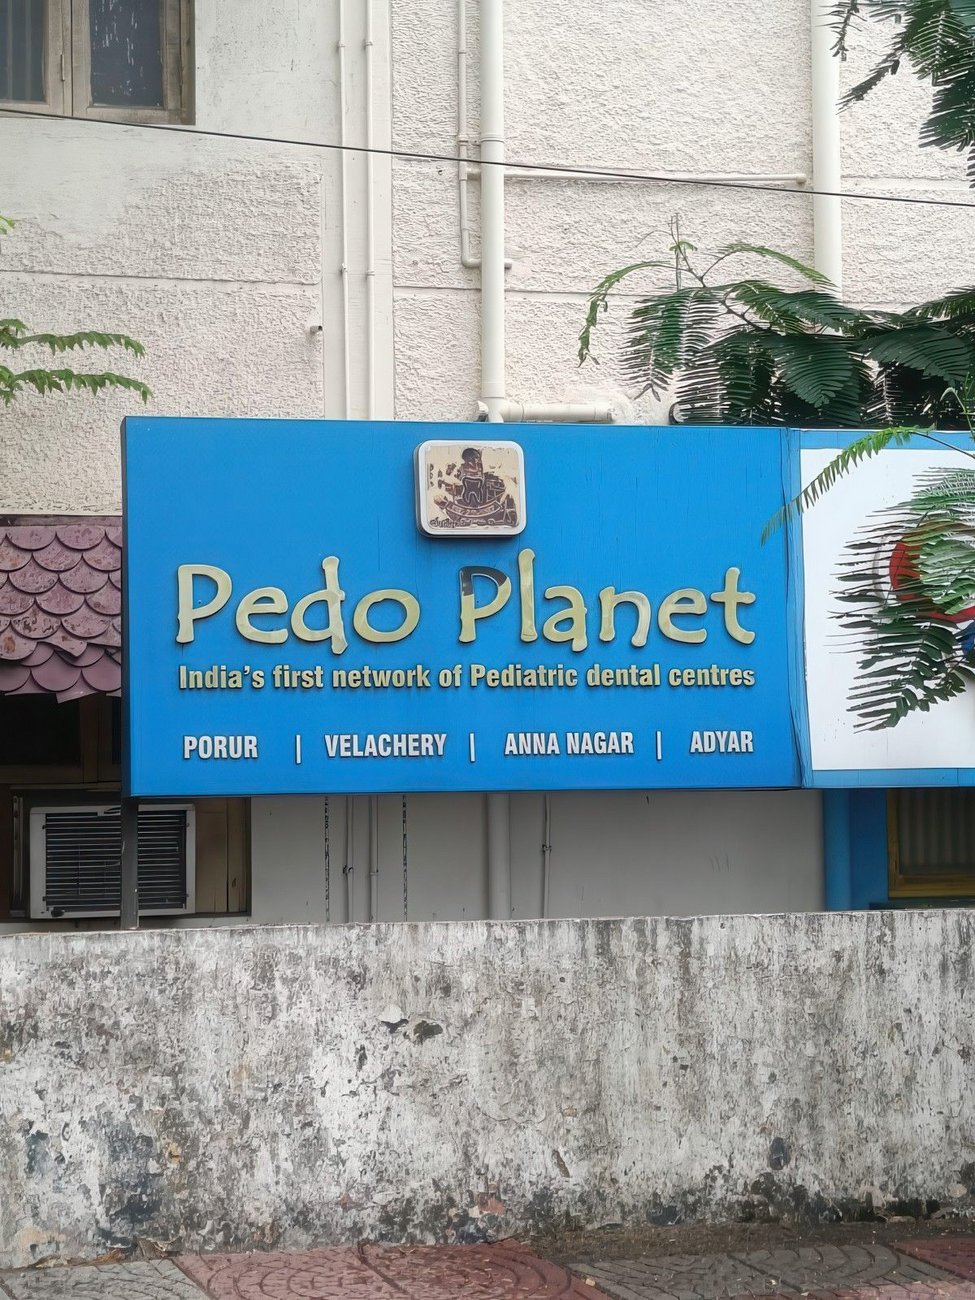 Pedo Planet
India's first network of Pediatric dental centres
PORUR | VELACHERY | ANNA NAGAR | ADYAR